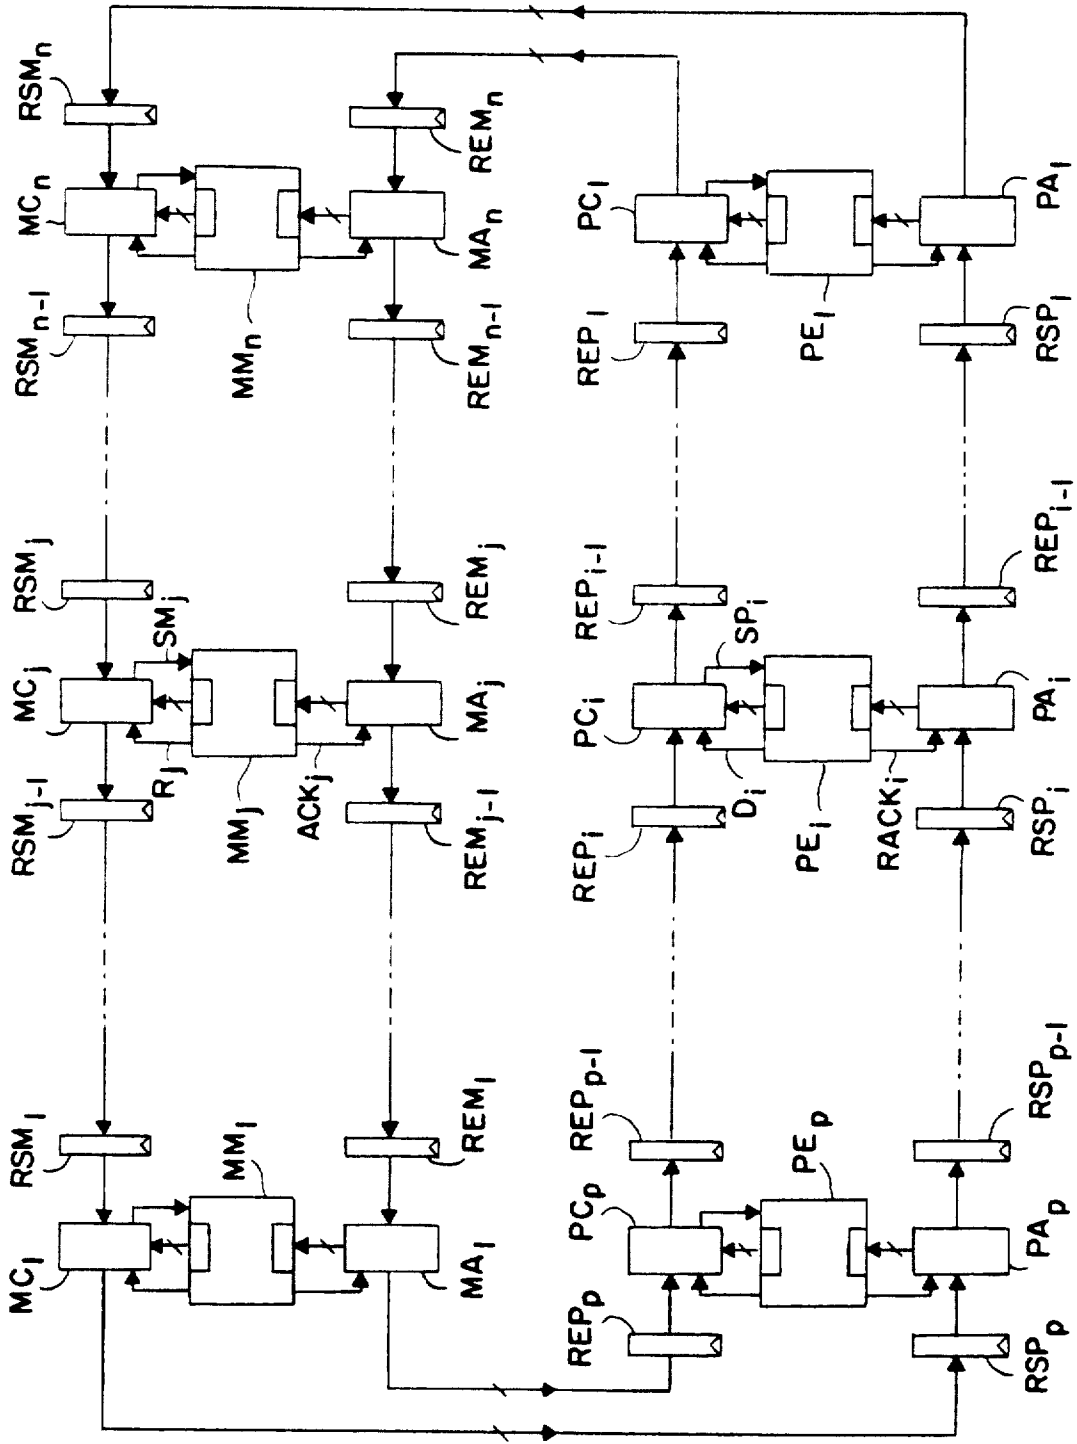 RSM₁
MC₁
MM₁
REM₁
MA₁
RSMⱼ₋₁
MCⱼ
RSMⱼ
Rⱼ
SMⱼ
MMⱼ
ACKⱼ
REMⱼ₋₁
MAⱼ
REMⱼ
RSMₙ₋₁
MCₙ
RSMₙ
MMₙ
REMₙ₋₁
MAₙ
REMₙ
REPₚ
PCₚ
REPₚ₋₁
PEₚ
RSPₚ
PAₚ
RSPₚ₋₁
REPᵢ
PCᵢ
REPᵢ₋₁
Dᵢ
SPᵢ
PEᵢ
RACKᵢ
RSPᵢ
PAᵢ
REPᵢ₋₁
REP₁
PC₁
PE₁
RSP₁
PA₁